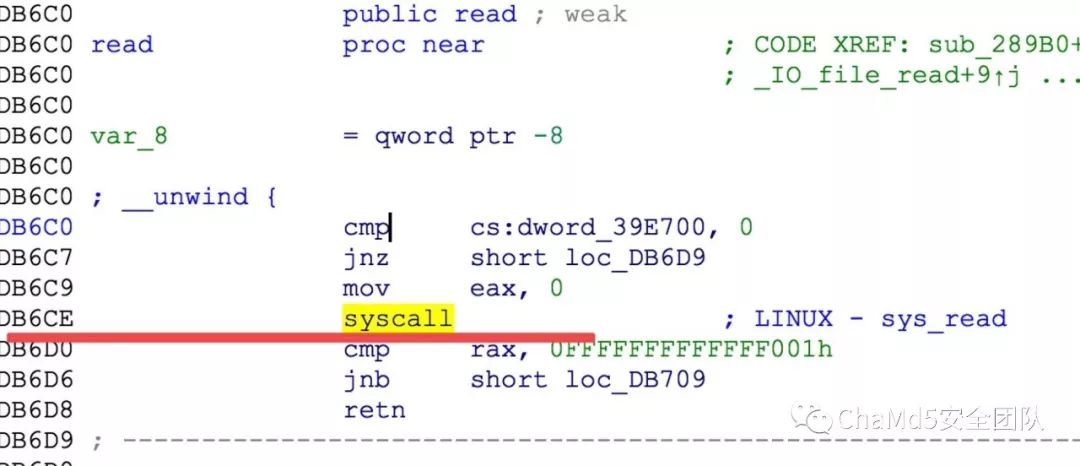 DB6C0 public read ; weak
DB6C0 read proc near ; CODE XREF: sub_289B0+
DB6C0 ; _IO_file_read+9↑j ...
DB6C0
DB6C0 var_8 = qword ptr -8
DB6C0
DB6C0 ; __unwind {
DB6C0 cmp cs:dword_39E700, 0
DB6C7 jnz short loc_DB6D9
DB6C9 mov eax, 0
DB6CE syscall ; LINUX - sys_read
DB6D0 cmp rax, 0FFFFFFFFFFFFF001h
DB6D6 jnb short loc_DB709
DB6D8 retn
DB6D9 ; ---------------------------------------------------------------
DB6D9
ChaMd5安全团队